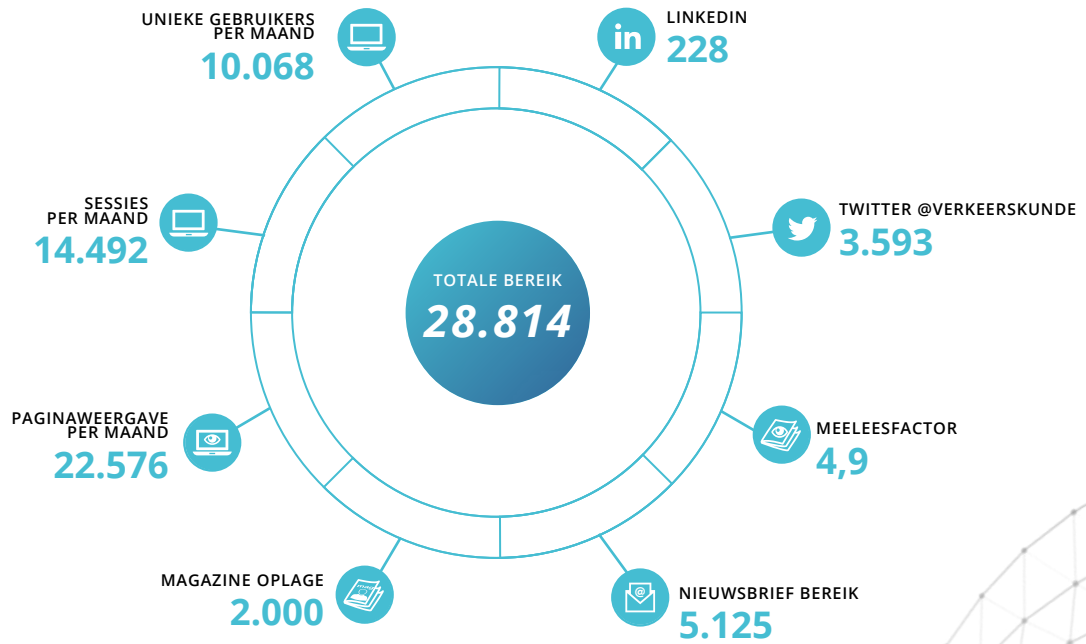 UNIEKE GEBRUIKERS
PER MAAND
10.068
LINKEDIN
228
in
SESSIES
PER MAAND
14.492
TWITTER @VERKEERSKUNDE
3.593
TOTALE BEREIK
28.814
PAGINAWEERGAVE
PER MAAND
22.576
MEELEESFACTOR
4,9
MAGAZINE OPLAGE
2.000
@
NIEUWSBRIEF BEREIK
5.125